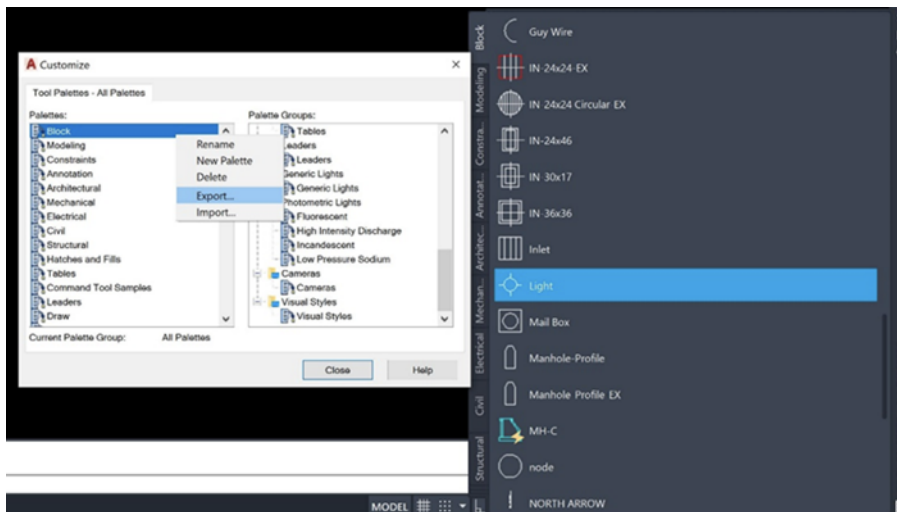 Customize
Tool Palettes - All Palettes
Palettes:
Block
Modeling
Constraints
Annotation
Architectural
Mechanical
Electrical
Civil
Structural
Hatches and Fills
Tables
Command Tool Samples
Leaders
Draw
Rename
New Palette
Delete
Export...
Import...
Palette Groups:
Tables
Leaders
Leaders
Generic Lights
Generic Lights
Photometric Lights
Fluorescent
High Intensity Discharge
Incandescent
Low Pressure Sodium
Cameras
Cameras
Visual Styles
Visual Styles
Current Palette Group: All Palettes
Close Help
MODEL
Block
Modeling
Constra...
Annotat...
Architec...
Mechan...
Electrical
Civil
Structural
Guy Wire
IN-24x24-EX
IN 24x24 Circular EX
IN-24x46
IN 30x17
IN 36x36
Inlet
Light
Mail Box
Manhole-Profile
Manhole Profile EX
MH-C
node
NORTH ARROW